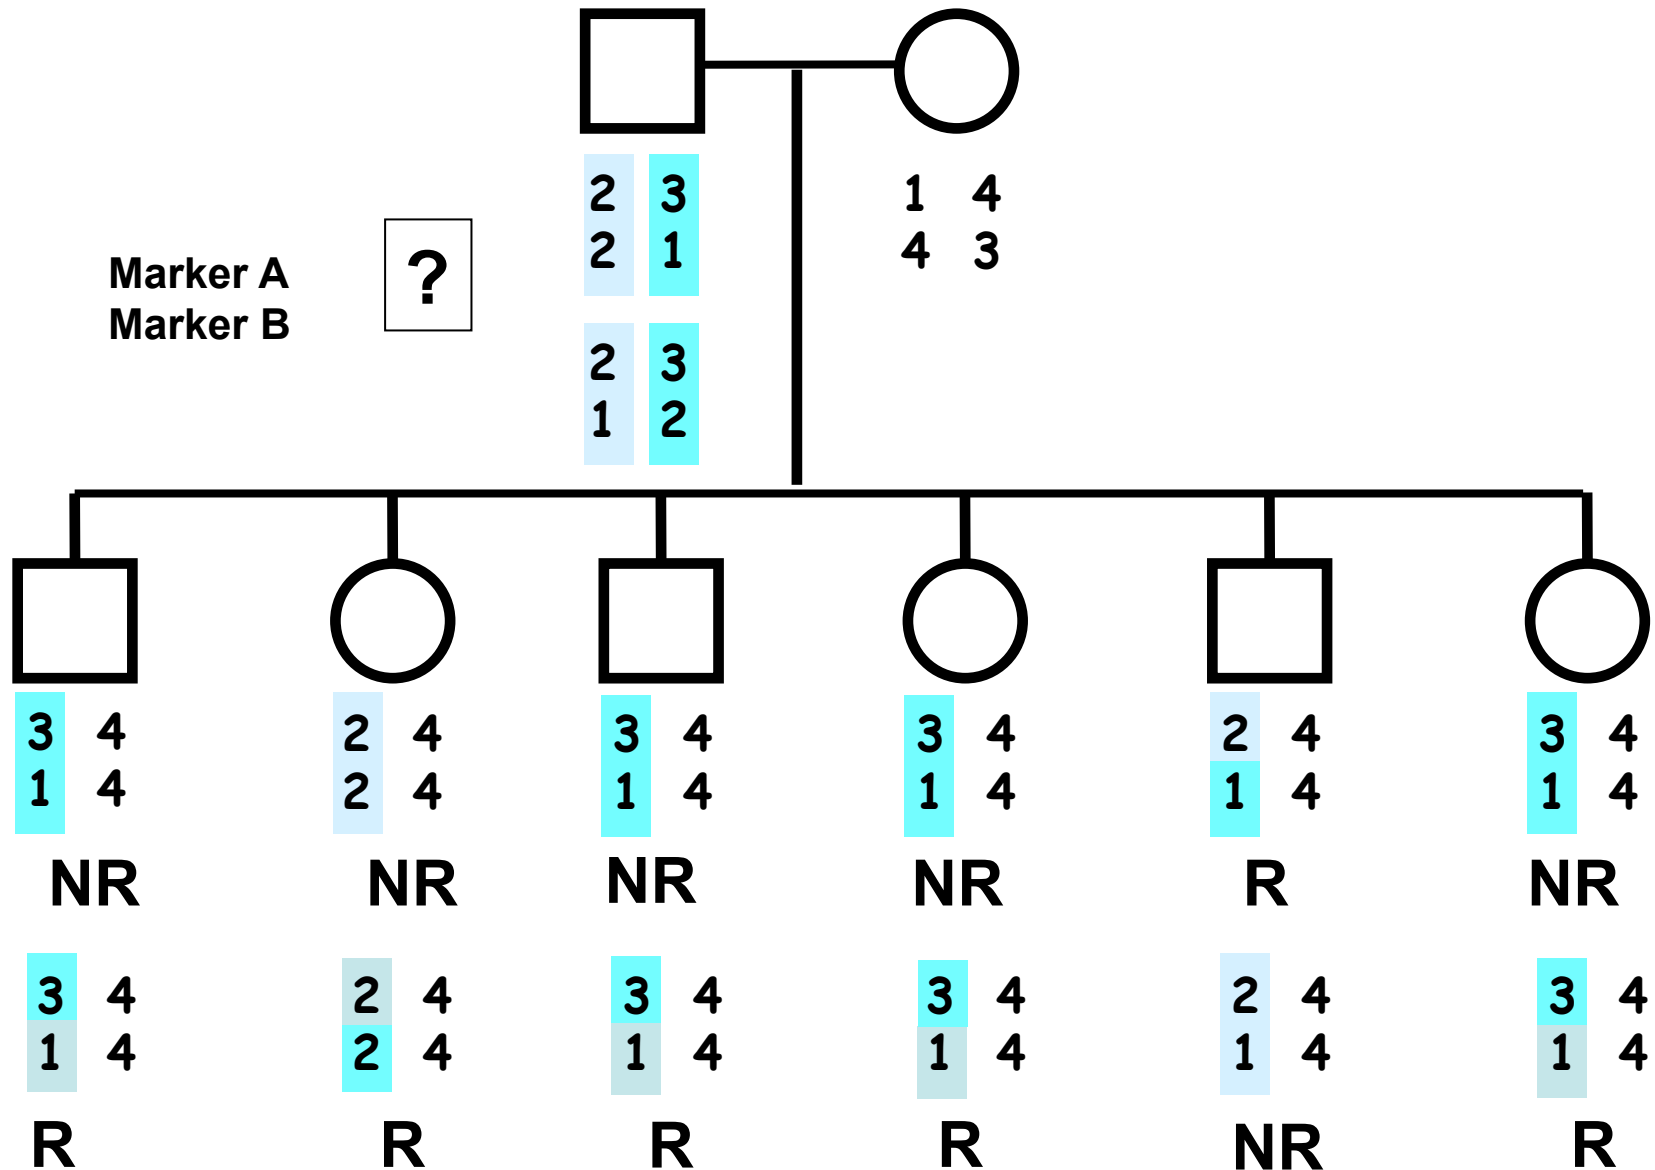 2 3 1 4
2 1 4 3
Marker A
Marker B
?
2 3
1 2
3 4 2 4 3 4 3 4 2 4 3 4
1 4 2 4 1 4 1 4 1 4 1 4
NR NR NR NR R NR
3 4 2 4 3 4 3 4 2 4 3 4
1 4 2 4 1 4 1 4 1 4 1 4
R R R R NR R